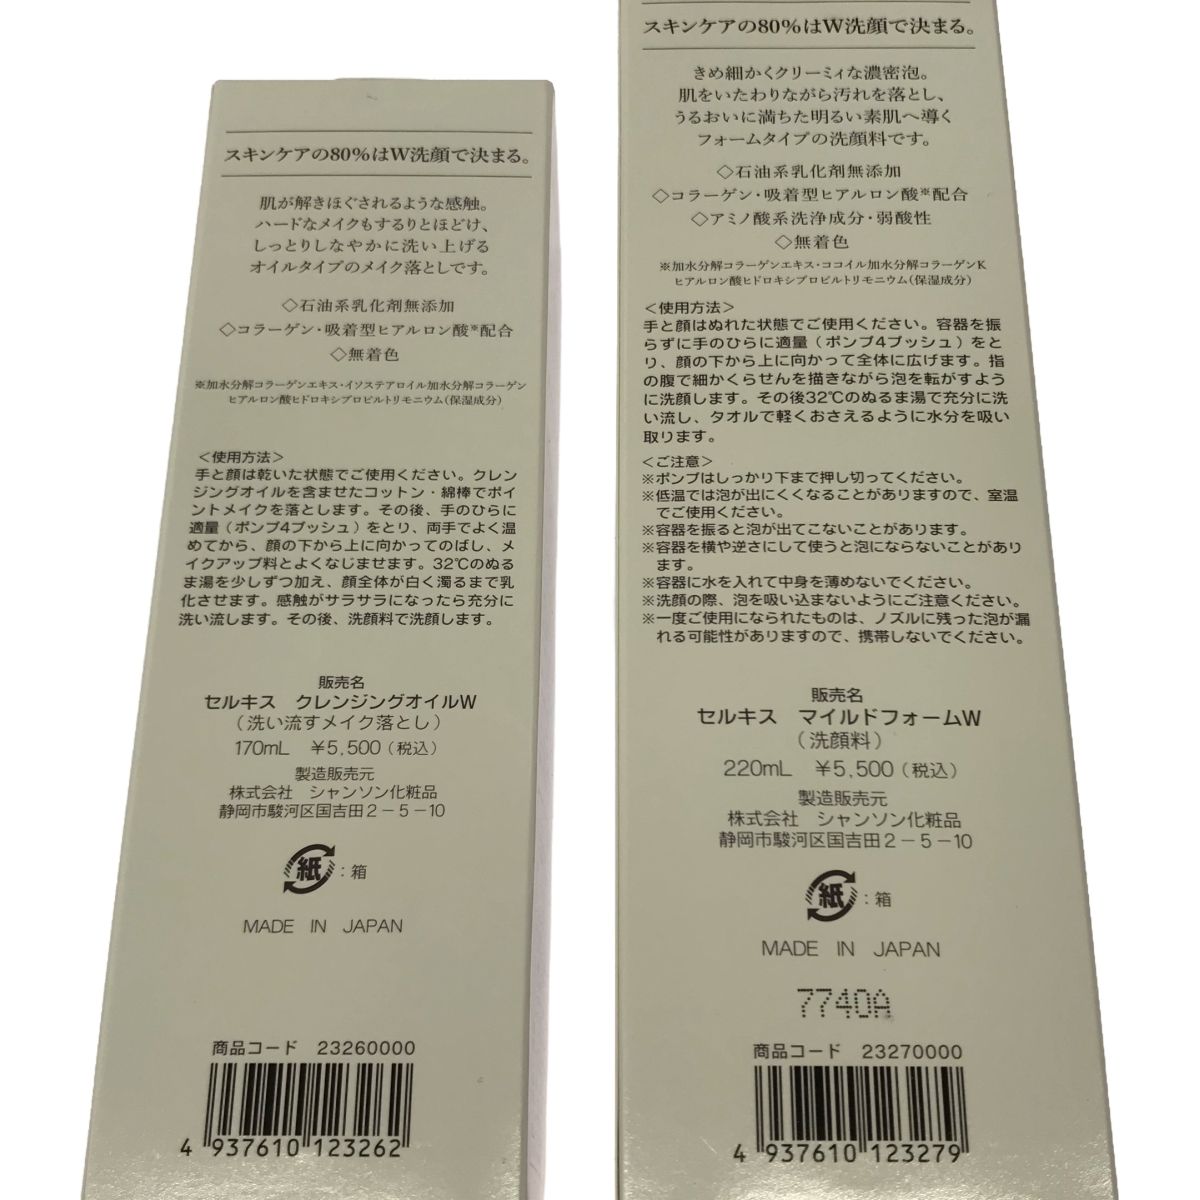 スキンケアの80%はW洗顔で決まる。
肌が解きほぐされるような感触。
ハードなメイクもするりとほどけ、
しっとりしなやかに洗い上げる
オイルタイプのメイク落としです。
◇石油系乳化剤無添加
◇コラーゲン・吸着型ヒアルロン酸※配合
◇無着色
※加水分解コラーゲンエキス・イソステアロイル加水分解コラーゲン
ヒアルロン酸ヒドロキシプロピルトリモニウム(保湿成分)
＜使用方法＞
手と顔は乾いた状態でご使用ください。クレン
ジングオイルを含ませたコットン・綿棒でポイ
ントメイクを落とします。その後、手のひらに
適量（ポンプ4プッシュ）をとり、両手でよく温
めてから、顔の下から上に向かってのばし、メ
イクアップ料とよくなじませます。32℃のぬる
ま湯を少しずつ加え、顔全体が白く濁るまで乳
化させます。感触がサラサラになったら充分に
洗い流します。その後、洗顔料で洗顔します。
販売名
セルキス　クレンジングオイルW
（洗い流すメイク落とし）
170mL　¥5,500（税込）
製造販売元
株式会社　シャンソン化粧品
静岡市駿河区国吉田2－5－10
紙：箱
MADE IN JAPAN
商品コード　23260000
4 937610 123262
スキンケアの80%はW洗顔で決まる。
きめ細かくクリーミィな濃密泡。
肌をいたわりながら汚れを落とし、
うるおいに満ちた明るい素肌へ導く
フォームタイプの洗顔料です。
◇石油系乳化剤無添加
◇コラーゲン・吸着型ヒアルロン酸※配合
◇アミノ酸系洗浄成分・弱酸性
◇無着色
※加水分解コラーゲンエキス・ココイル加水分解コラーゲンK
ヒアルロン酸ヒドロキシプロピルトリモニウム(保湿成分)
＜使用方法＞
手と顔はぬれた状態でご使用ください。容器を振
らずに手のひらに適量（ポンプ4プッシュ）をと
り、顔の下から上に向かって全体に広げます。指
の腹で細かくらせんを描きながら泡を転がすよう
に洗顔します。その後32℃のぬるま湯で充分に洗
い流し、タオルで軽くおさえるように水分を吸い
取ります。
＜ご注意＞
※ポンプはしっかり下まで押し切ってください。
※低温では泡が出にくくなることがありますので、室温
でご使用ください。
※容器を振ると泡が出てこないことがあります。
※容器を横や逆さにして使うと泡にならないことがあり
ます。
※容器に水を入れて中身を薄めないでください。
※洗顔の際、泡を吸い込まないようにご注意ください。
※一度ご使用になられたものは、ノズルに残った泡が漏
れる可能性がありますので、携帯しないでください。
販売名
セルキス　マイルドフォームW
（洗顔料）
220mL　¥5,500（税込）
製造販売元
株式会社　シャンソン化粧品
静岡市駿河区国吉田2－5－10
紙：箱
MADE IN JAPAN
7740A
商品コード　23270000
4 937610 123279